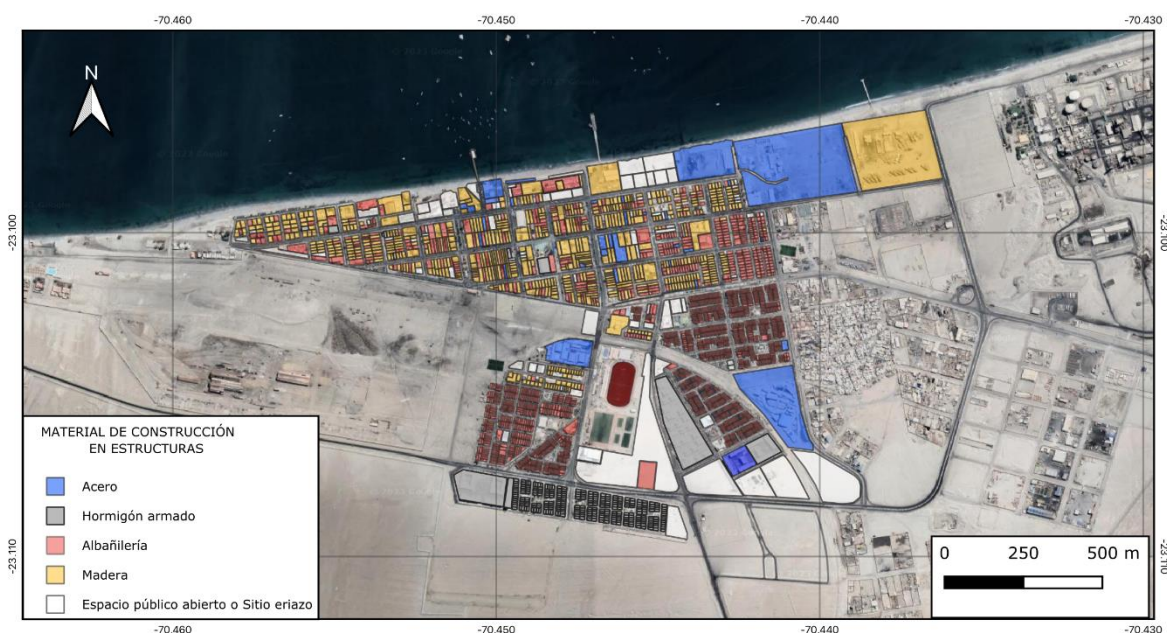 -70.460 -70.450 -70.440 -70.430
N
-23.100 -23.100
MATERIAL DE CONSTRUCCIÓN
EN ESTRUCTURAS
Acero
Hormigón armado
Albañilería
Madera
Espacio público abierto o Sitio eriazo
0 250 500 m
-23.110 -23.110
-70.460 -70.450 -70.440 -70.430